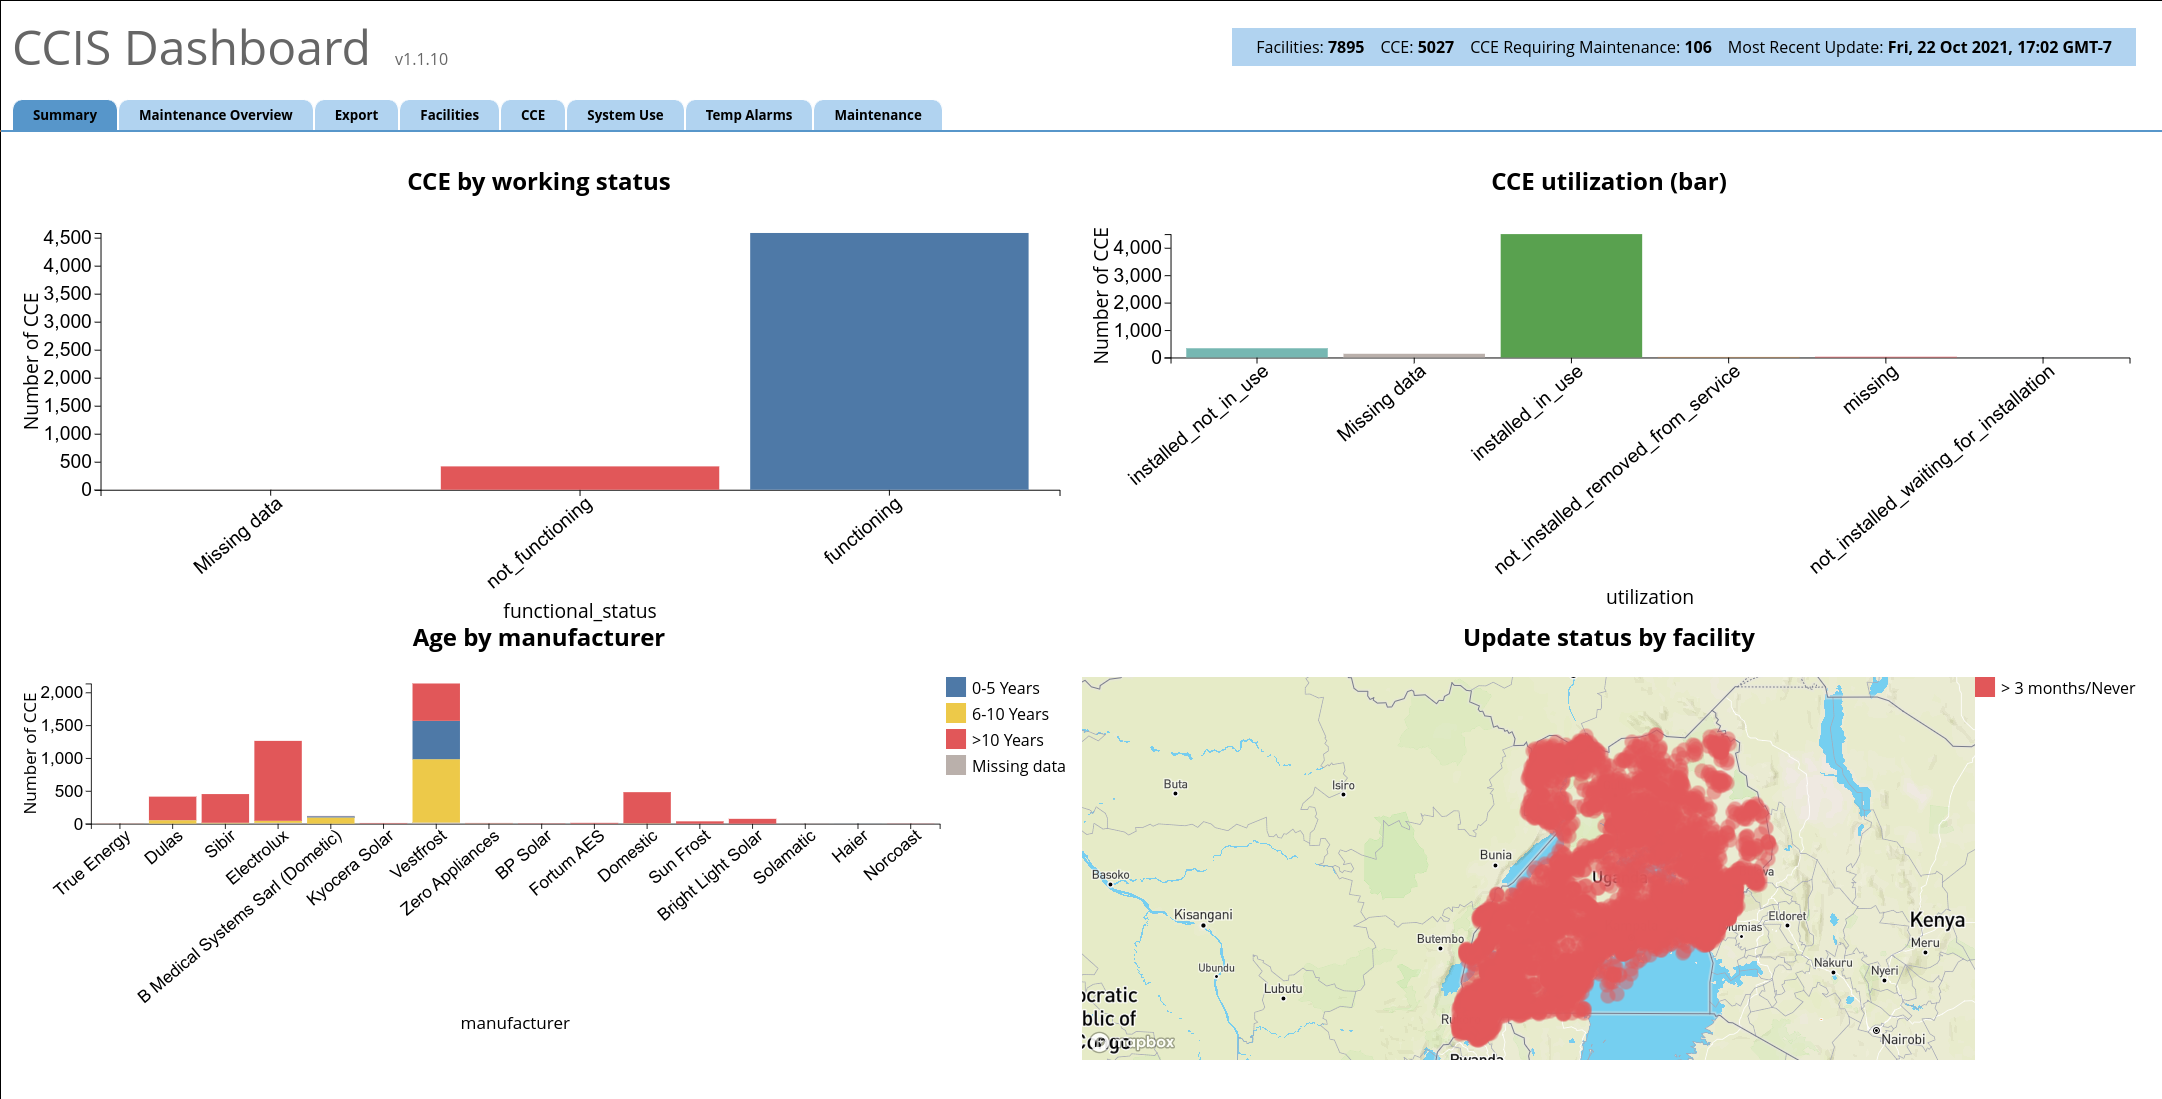 CCIS Dashboard v1.1.10
Facilities: 7895 CCE: 5027 CCE Requiring Maintenance: 106 Most Recent Update: Fri, 22 Oct 2021, 17:02 GMT-7
Summary Maintenance Overview Export Facilities CCE System Use Temp Alarms Maintenance
CCE by working status
Number of CCE
4,500
4,000
3,500
3,000
2,500
2,000
1,500
1,000
500
0
Missing data
not_functioning
functioning
functional_status
CCE utilization (bar)
Number of CCE
4,000
3,000
2,000
1,000
0
installed_not_in_use
Missing data
installed_in_use
not_installed_removed_from_service
missing
not_installed_waiting_for_installation
utilization
Age by manufacturer
Number of CCE
2,000
1,500
1,000
500
0
True Energy
Dulas
Sibir
Electrolux
B Medical Systems Sarl (Dometic)
Kyocera Solar
Vestfrost
Zero Appliances
BP Solar
Fortum AES
Domestic
Sun Frost
Bright Light Solar
Solamatic
Haier
Norcoast
manufacturer
0-5 Years
6-10 Years
>10 Years
Missing data
Update status by facility
> 3 months/Never
Buta
Isiro
Bunia
Basoko
Kisangani
Butembo
Ubundu
Lubutu
Eldoret
Kenya
Meru
Nakuru
Nyeri
Nairobi
ocratic
blic of
Congo
mapbox
Rwanda